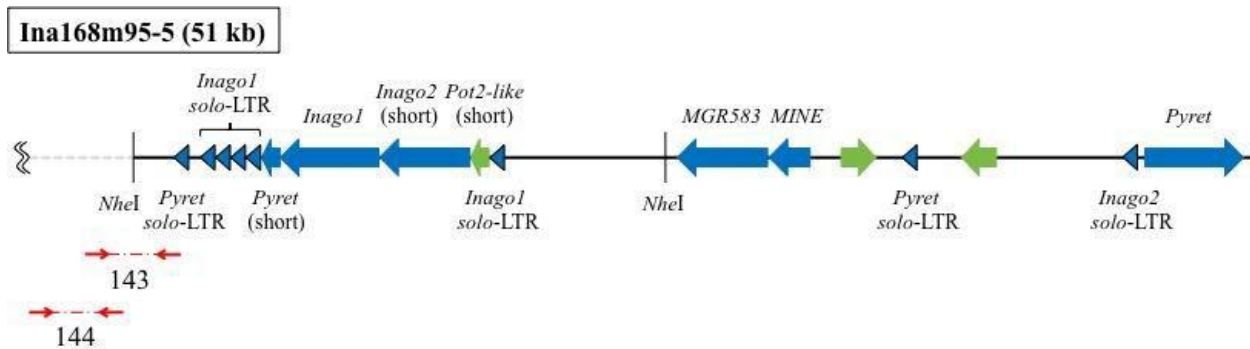 Ina168m95-5 (51 kb)
Inago1
solo-LTR
Inago1
Inago2
(short)
Pot2-like
(short)
MGR583
MINE
Pyret
NheI
Pyret
solo-LTR
Pyret
(short)
Inago1
solo-LTR
NheI
Pyret
solo-LTR
Inago2
solo-LTR
143
144